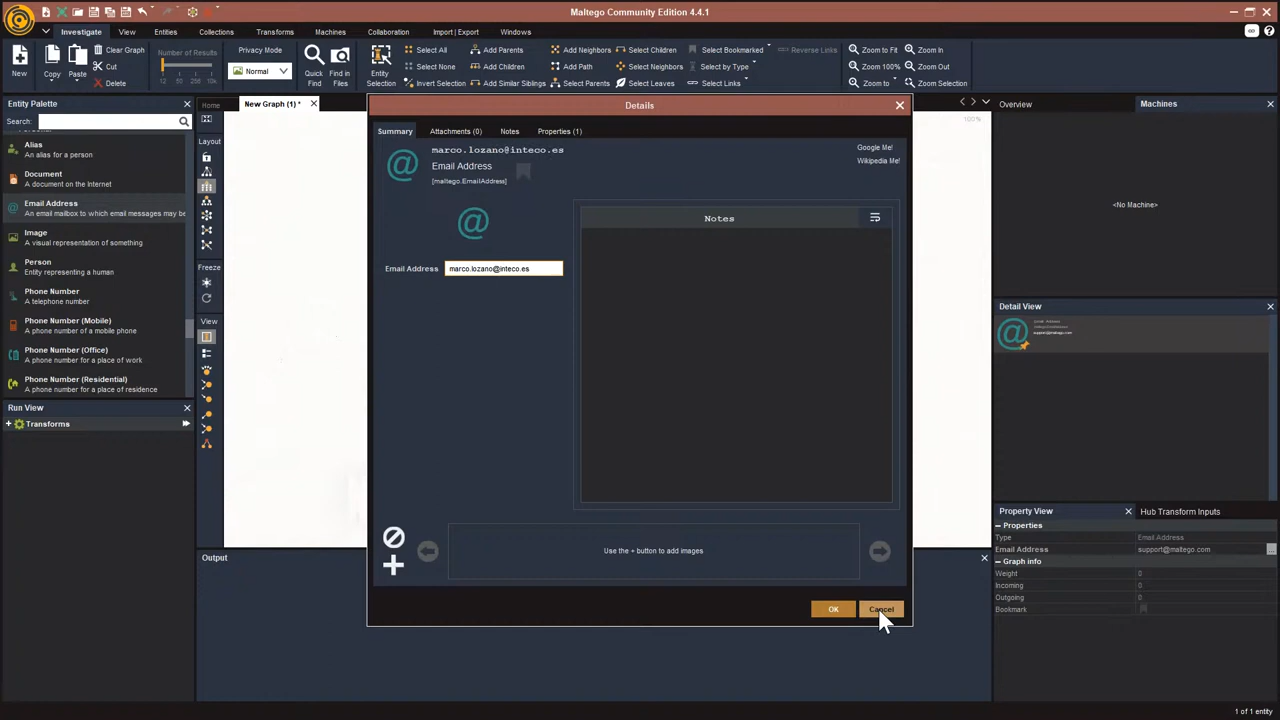 Maltego Community Edition 4.4.1
Investigate View Entities Collections Transforms Machines Collaboration Import | Export Windows
New
Copy
Paste
Clear Graph
Cut
Delete
Number of Results
12 50 255 10k
Privacy Mode
Normal
Quick Find
Find in Files
Entity Selection
Select All
Select None
Invert Selection
Add Parents
Add Children
Add Similar Siblings
Add Neighbors
Add Path
Select Parents
Select Children
Select Neighbors
Select Leaves
Select Bookmarked
Select by Type
Select Links
Reverse Links
Zoom to Fit
Zoom 100%
Zoom to
Zoom In
Zoom Out
Zoom Selection
Entity Palette
Search:
Alias
An alias for a person
Document
A document on the Internet
Email Address
An email mailbox to which email messages may be
Image
A visual representation of something
Person
Entity representing a human
Phone Number
A telephone number
Phone Number (Mobile)
A phone number of a mobile phone
Phone Number (Office)
A phone number for a place of work
Phone Number (Residential)
A phone number for a place of residence
Run View
Transforms
Home
New Graph (1) *
Layout
Freeze
View
100%
Details
Summary Attachments (0) Notes Properties (1)
marco.lozano@inteco.es
Email Address
[maltego.EmailAddress]
Google Me!
Wikipedia Me!
Email Address marco.lozano@inteco.es
Notes
Use the + button to add images
OK Cancel
Output
Overview
Machines
<No Machine>
Detail View
Email Address
support@maltego.com
Property View
Hub Transform Inputs
Properties
Type Email Address
Email Address support@maltego.com
Graph info
Weight 0
Incoming 0
Outgoing 0
Bookmark
1 of 1 entity